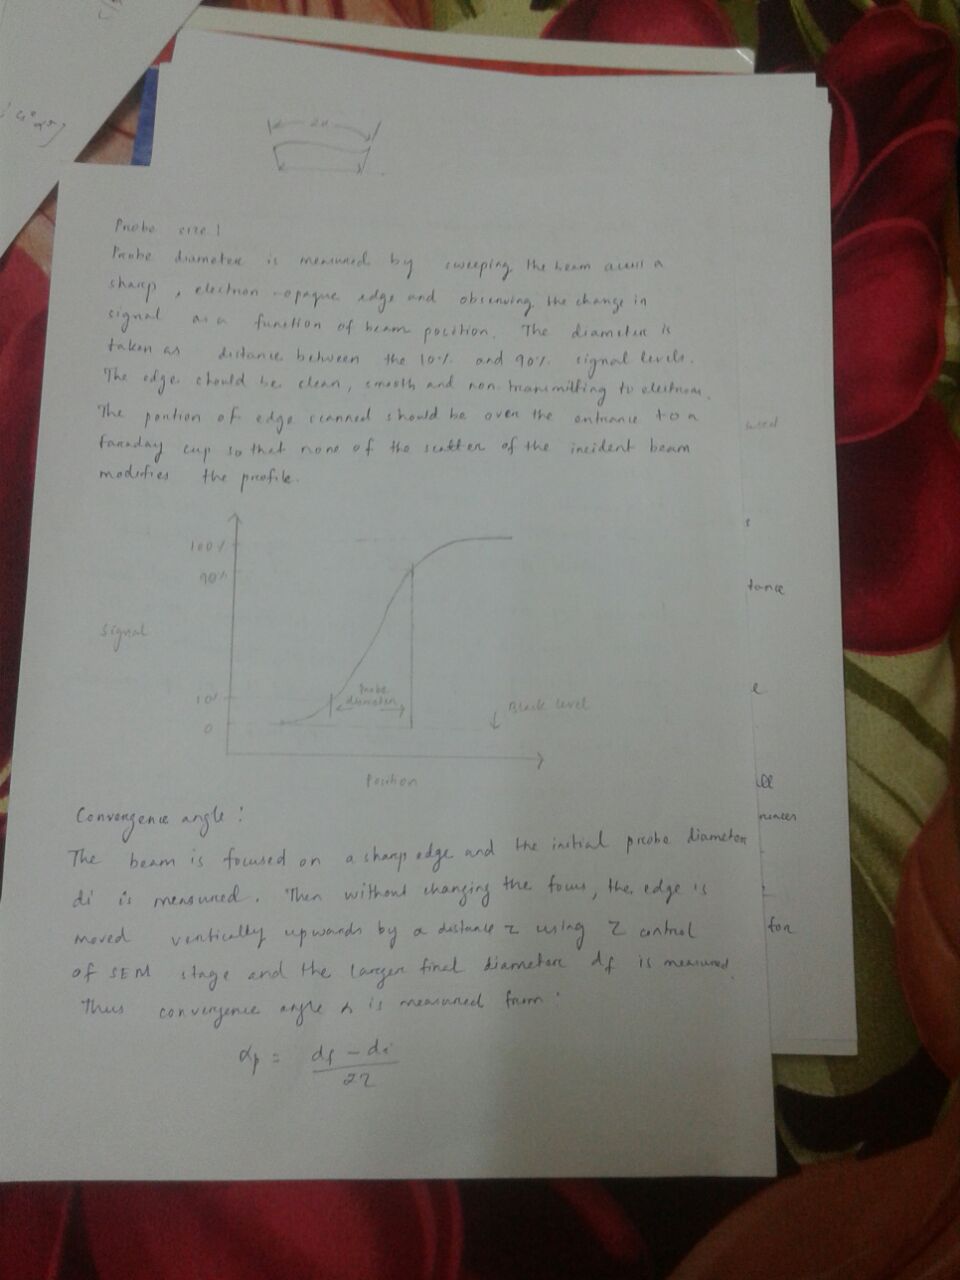 2α
Probe size!
Probe diameter is measured by sweeping the beam across a
sharp, electron-opaque edge and observing the change in
signal as a function of beam position. The diameter is
taken as distance between the 10% and 90% signal levels.
The edge should be clean, smooth and non-transmitting to electrons.
The portion of edge scanned should be over the entrance to a
faraday cup so that none of the scatter of the incident beam
modifies the profile.
100%
90%
Signal
10%
Probe
diameter
Black level
0
Position
Convergence angle:
The beam is focused on a sharp edge and the initial probe diameter
di is measured. Then without changing the focus, the edge is
moved vertically upwards by a distance z using Z control
of SEM stage and the larger final diameter df is measured.
Thus convergence angle α is measured from:
αp = df - di
2z
used
s
tance
e
all
for